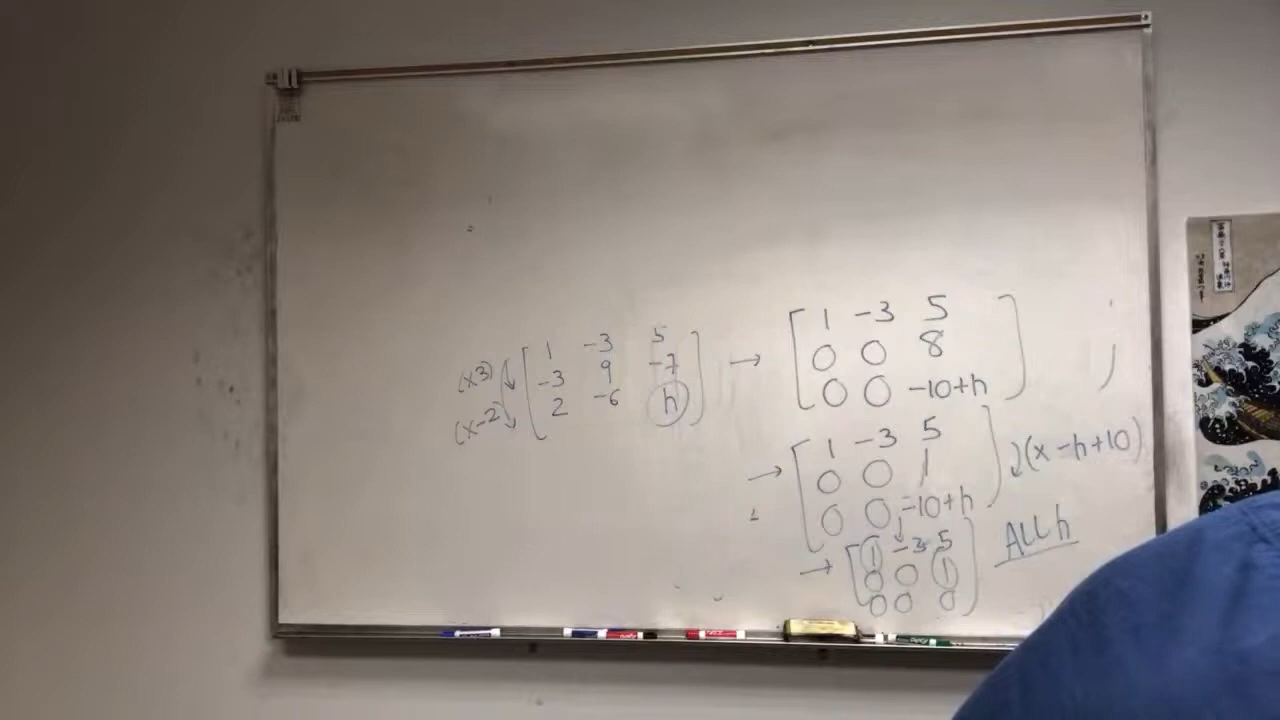 (x3) [ 1 -3 5
-3 9 -7
(x-2) 2 -6 h ]
→ [ 1 -3 5
0 0 8
0 0 -10+h ]
→ [ 1 -3 5
0 0 1
0 0 -10+h ] (x-h+10)
→ [ 1 -3 5
0 0 1
0 0 0 ]
ALL h